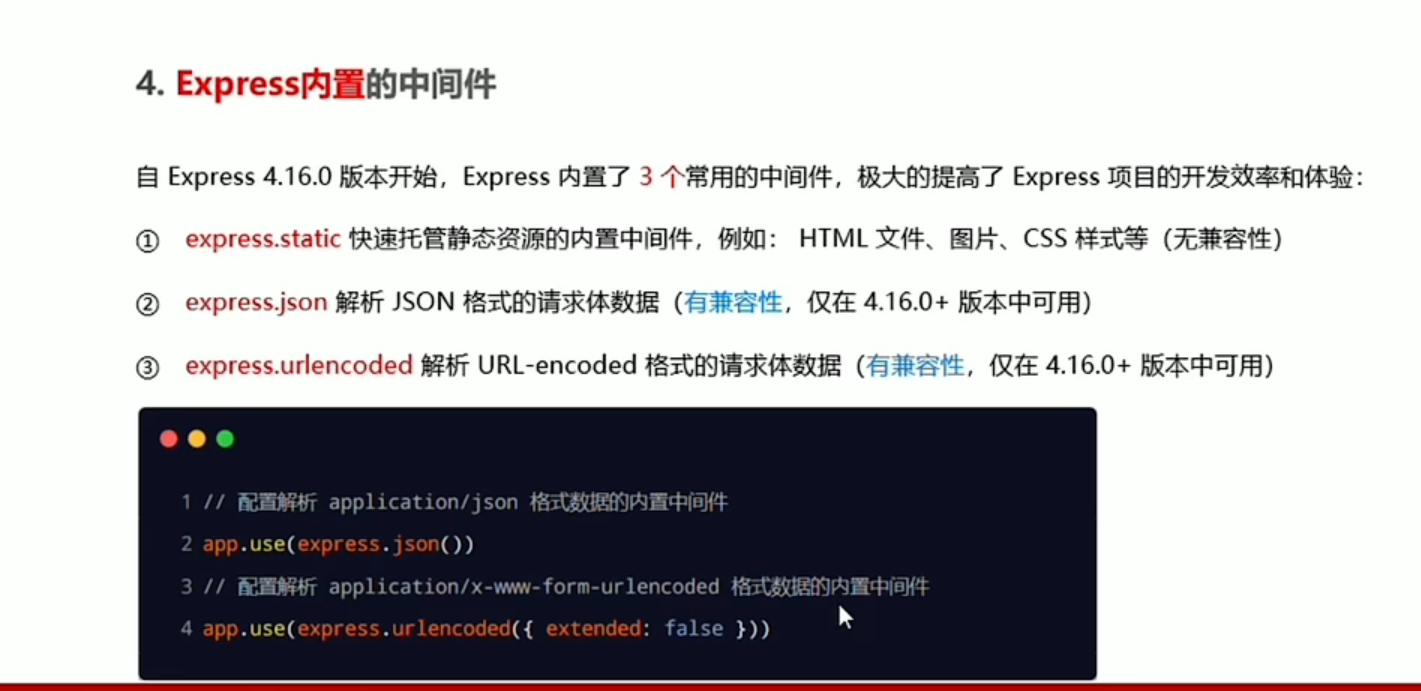 4. Express内置的中间件
自 Express 4.16.0 版本开始，Express 内置了 3 个常用的中间件，极大的提高了 Express 项目的开发效率和体验：
① express.static 快速托管静态资源的内置中间件，例如： HTML 文件、图片、CSS 样式等（无兼容性）
② express.json 解析 JSON 格式的请求体数据（有兼容性，仅在 4.16.0+ 版本中可用）
③ express.urlencoded 解析 URL-encoded 格式的请求体数据（有兼容性，仅在 4.16.0+ 版本中可用）
1 // 配置解析 application/json 格式数据的内置中间件
2 app.use(express.json())
3 // 配置解析 application/x-www-form-urlencoded 格式数据的内置中间件
4 app.use(express.urlencoded({ extended: false }))